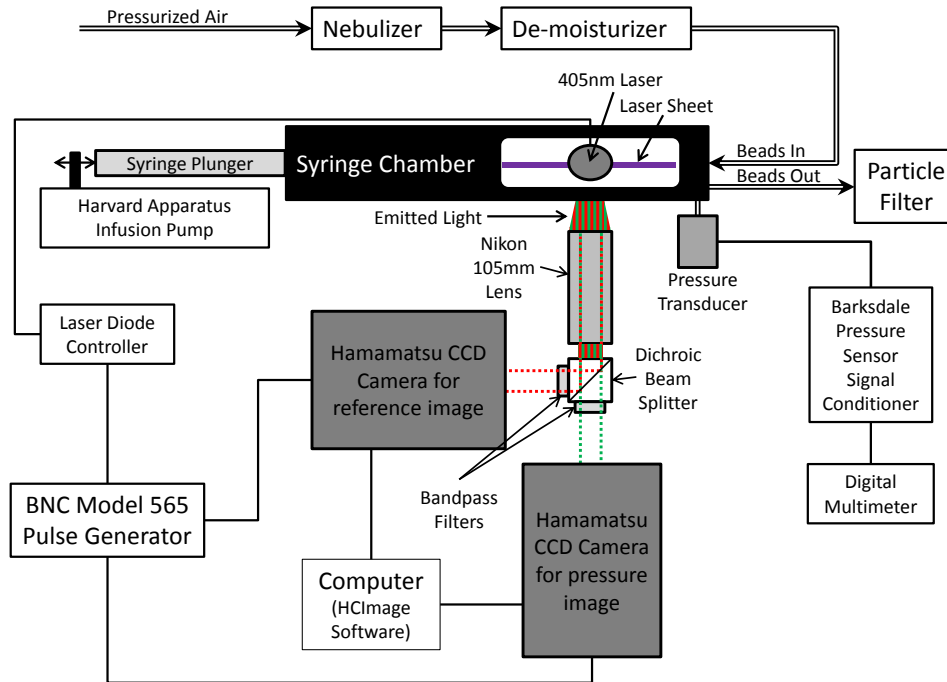 Pressurized Air
Nebulizer
De-moisturizer
405nm Laser
Laser Sheet
Syringe Plunger
Syringe Chamber
Beads In
Beads Out
Particle
Filter
Harvard Apparatus
Infusion Pump
Emitted Light
Nikon
105mm
Lens
Pressure
Transducer
Laser Diode
Controller
Hamamatsu CCD
Camera for
reference image
Dichroic
Beam
Splitter
Barksdale
Pressure
Sensor
Signal
Conditioner
Bandpass
Filters
Digital
Multimeter
BNC Model 565
Pulse Generator
Hamamatsu
CCD Camera
for pressure
image
Computer
(HCImage
Software)